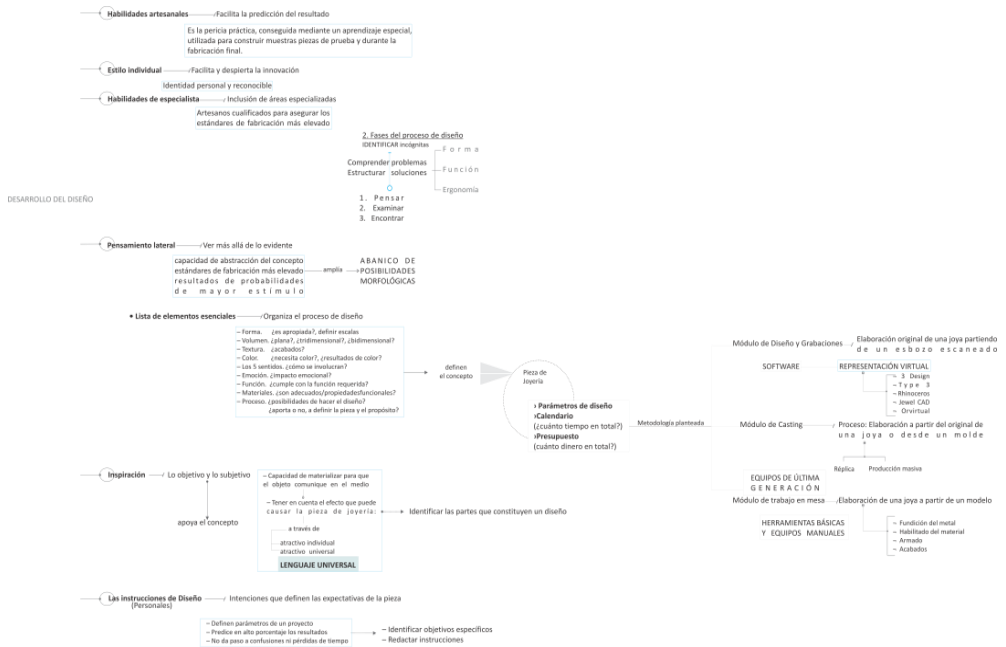 Habilidades artesanales
Facilita la predicción del resultado
Es la pericia práctica, conseguida mediante un aprendizaje especial,
utilizada para construir muestras piezas de prueba y durante la
fabricación final.
Estilo individual
Facilita y despierta la innovación
Identidad personal y reconocible
Habilidades de especialista
Inclusión de áreas especializadas
Artesanos cualificados para asegurar los
estándares de fabricación más elevado
2. Fases del proceso de diseño
IDENTIFICAR incógnitas
Comprender problemas
Estructurar soluciones
Forma
Función
Ergonomía
1. Pensar
2. Examinar
3. Encontrar
DESARROLLO DEL DISEÑO
Pensamiento lateral
Ver más allá de lo evidente
capacidad de abstracción del concepto
estándares de fabricación más elevado
resultados de probabilidades
de mayor estímulo
amplía
ABANICO DE
POSIBILIDADES
MORFOLÓGICAS
• Lista de elementos esenciales
Organiza el proceso de diseño
– Forma. ¿es apropiada?, definir escalas
– Volumen. ¿plana?, ¿tridimensional?, ¿bidimensional?
– Textura. ¿acabados?
– Color. ¿necesita color?, ¿resultados de color?
– Los 5 sentidos. ¿cómo se involucran?
– Emoción. ¿impacto emocional?
– Función. ¿cumple con la función requerida?
– Materiales. ¿son adecuados/propiedadesfuncionales?
– Proceso. ¿posibilidades de hacer el diseño?
¿aporta o no, a definir la pieza y el propósito?
definen
el concepto
Pieza de
Joyería
› Parámetros de diseño
›Calendario
(¿cuánto tiempo en total?)
›Presupuesto
(cuánto dinero en total?)
Metodología planteada
Módulo de Diseño y Grabaciones
Elaboración original de una joya partiendo
de un esbozo escaneado
SOFTWARE
REPRESENTACIÓN VIRTUAL
– 3 Design
– Type 3
– Rhinoceros
– Jewel CAD
– Orvirtual
Módulo de Casting
Proceso: Elaboración a partir del original de
una joya o desde un molde
Réplica
Producción masiva
EQUIPOS DE ÚLTIMA
GENERACIÓN
Módulo de trabajo en mesa
Elaboración de una joya a partir de un modelo
HERRAMIENTAS BÁSICAS
Y EQUIPOS MANUALES
– Fundición del metal
– Habilitado del material
– Armado
– Acabados
Inspiración
Lo objetivo y lo subjetivo
apoya el concepto
– Capacidad de materializar para que
el objeto comunique en el medio
– Tener en cuenta el efecto que puede
causar la pieza de joyería:
a través de
atractivo individual
atractivo universal
LENGUAJE UNIVERSAL
Identificar las partes que constituyen un diseño
Las instrucciones de Diseño
(Personales)
Intenciones que definen las expectativas de la pieza
– Definen parámetros de un proyecto
– Predice en alto porcentaje los resultados
– No da paso a confusiones ni pérdidas de tiempo
– Identificar objetivos específicos
– Redactar instrucciones